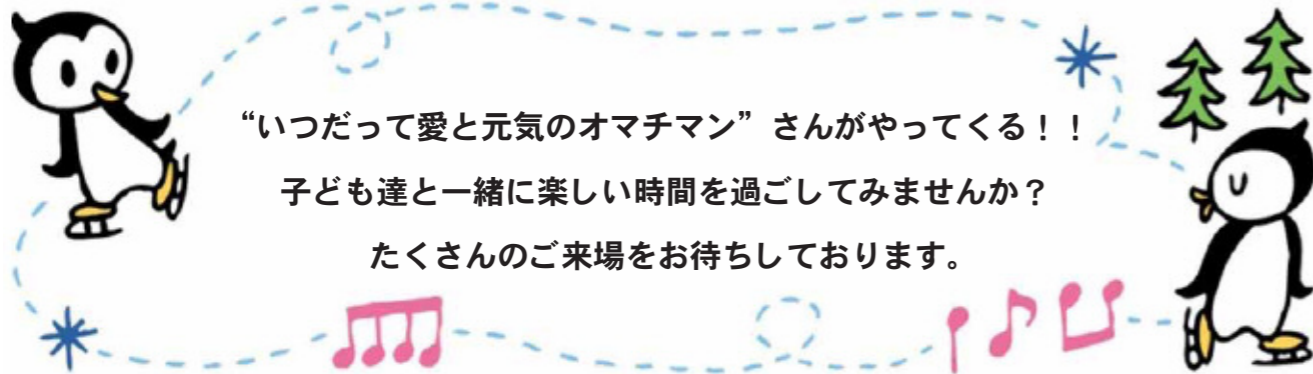 “いつだって愛と元気のオマチマン”さんがやってくる！！
子ども達と一緒に楽しい時間を過ごしてみませんか？
たくさんのご来場をお待ちしております。